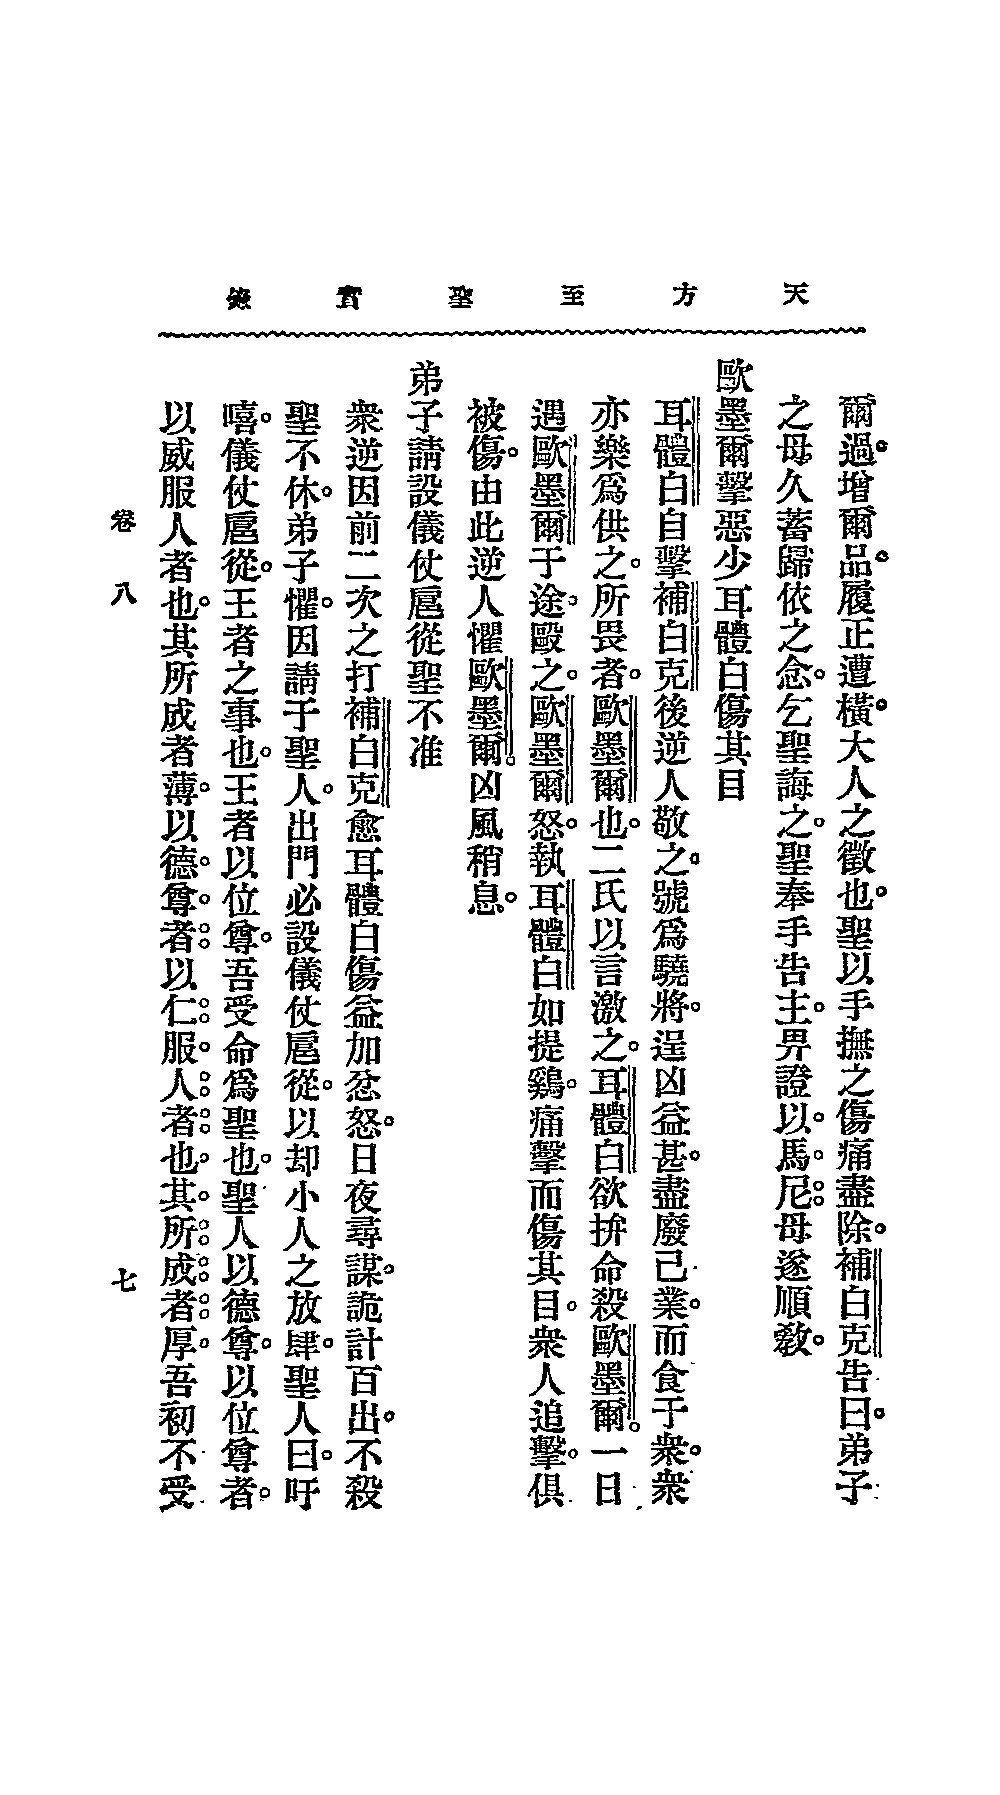 天方至聖實錄
爾過。增爾品。履正遭橫。大人之徵也。聖以手撫之傷痛盡除。補白克告曰。弟子
之母久蓄歸依之念。乞聖誨之。聖奉手告主。畀證以。馬尼。母遂順敎。
歐墨爾擊惡少耳體白傷其目
耳體白自擊補白克後逆人敬之。號爲驍將。逞凶益甚。盡廢己業。而食于衆。衆
亦樂爲供之。所畏者。歐墨爾也。二氏以言激之。耳體白欲拚命殺歐墨爾。一日
遇歐墨爾于途。毆之。歐墨爾怒。執耳體白如提鷄。痛擊而傷其目。衆人追擊。俱
被傷。由此逆人懼歐墨爾。凶風稍息。
弟子請設儀仗扈從聖不准
衆逆因前二次之打補白克愈耳體白傷益加忿怒。日夜尋謀。詭計百出。不殺
聖不休。弟子懼。因請于聖人。出門必設儀仗扈從。以却小人之放肆。聖人曰。吁
嘻。儀仗扈從。王者之事也。王者以位尊。吾受命爲聖也。聖人以德尊。以位尊者。
以威服人者也。其所成者薄。以德尊者。以仁服人者也。其所成者厚。吾初不受
卷八
七